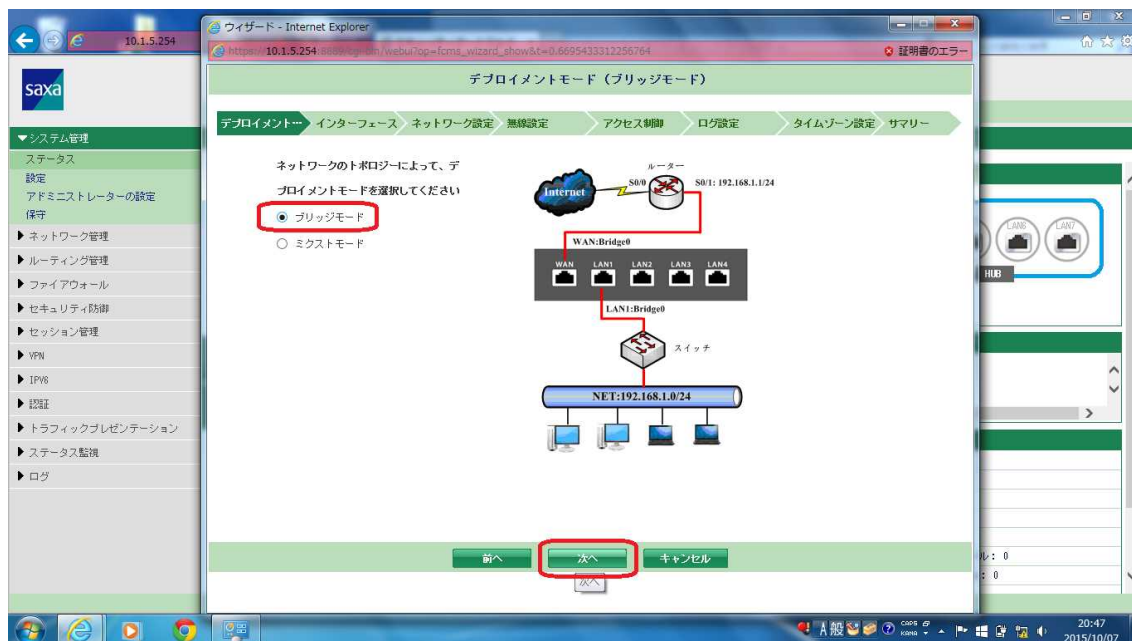 ウィザード - Internet Explorer
10.1.5.254
https://10.1.5.254:8889/cgi-bin/webui?op=fcms_wizard_show&t=0.6695433312256764
証明書のエラー
saxa
デプロイメントモード（ブリッジモード）
デプロイメント…
インターフェース
ネットワーク設定
無線設定
アクセス制御
ログ設定
タイムゾーン設定
サマリー
▼システム管理
ステータス
設定
アドミニストレーターの設定
保守
▶ネットワーク管理
▶ルーティング管理
▶ファイアウォール
▶セキュリティ防御
▶セッション管理
▶VPN
▶IPV6
▶認証
▶トラフィックプレゼンテーション
▶ステータス監視
▶ログ
ネットワークのトポロジーによって、デ
プロイメントモードを選択してください
ブリッジモード
ミクストモード
ルーター
Internet
S0/0
S0/1: 192.168.1.1/24
WAN:Bridge0
WAN LAN1 LAN2 LAN3 LAN4
LAN1:Bridge0
スイッチ
NET:192.168.1.0/24
LAN6 LAN7
HUB
ル: 0
: 0
前へ
次へ
キャンセル
次へ
A 般
CAPS
KANA
20:47
2015/10/07